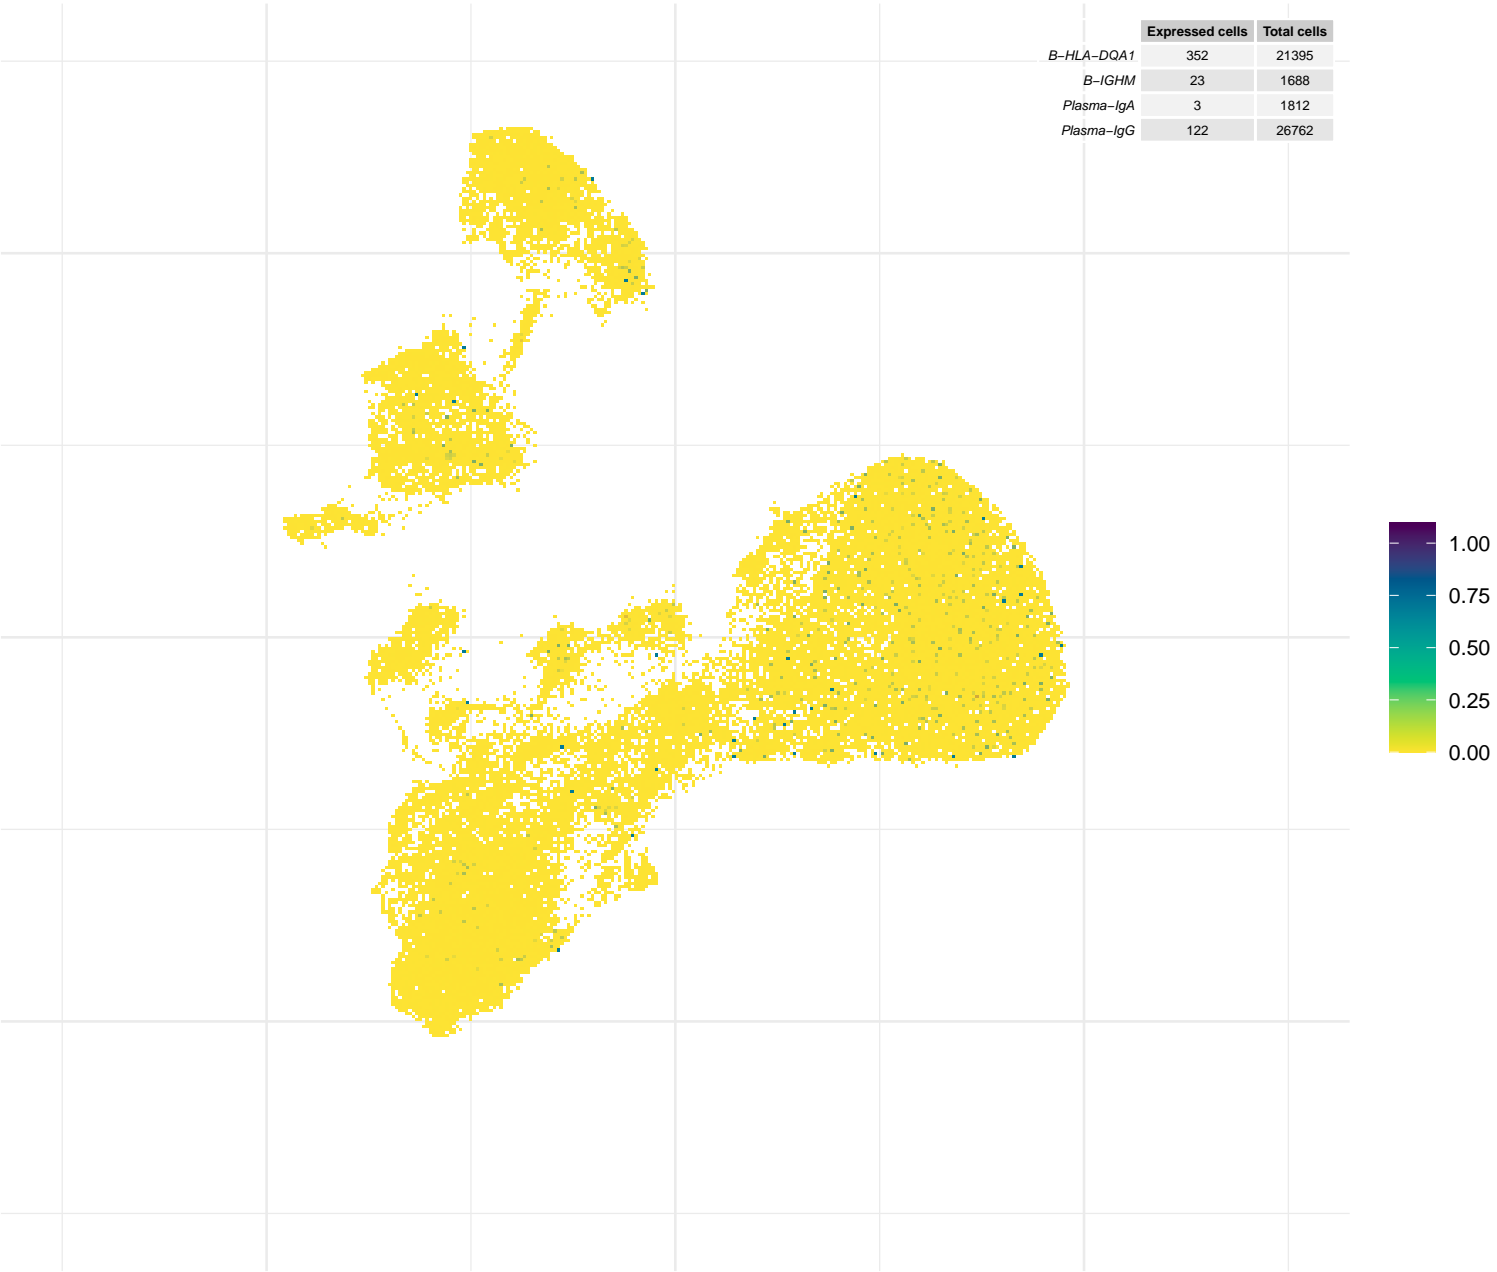 Expressed cells Total cells
B−HLA−DQA1 352 21395
B−IGHM 23 1688
Plasma−IgA 3 1812
Plasma−IgG 122 26762
1.00
0.75
0.50
0.25
0.00